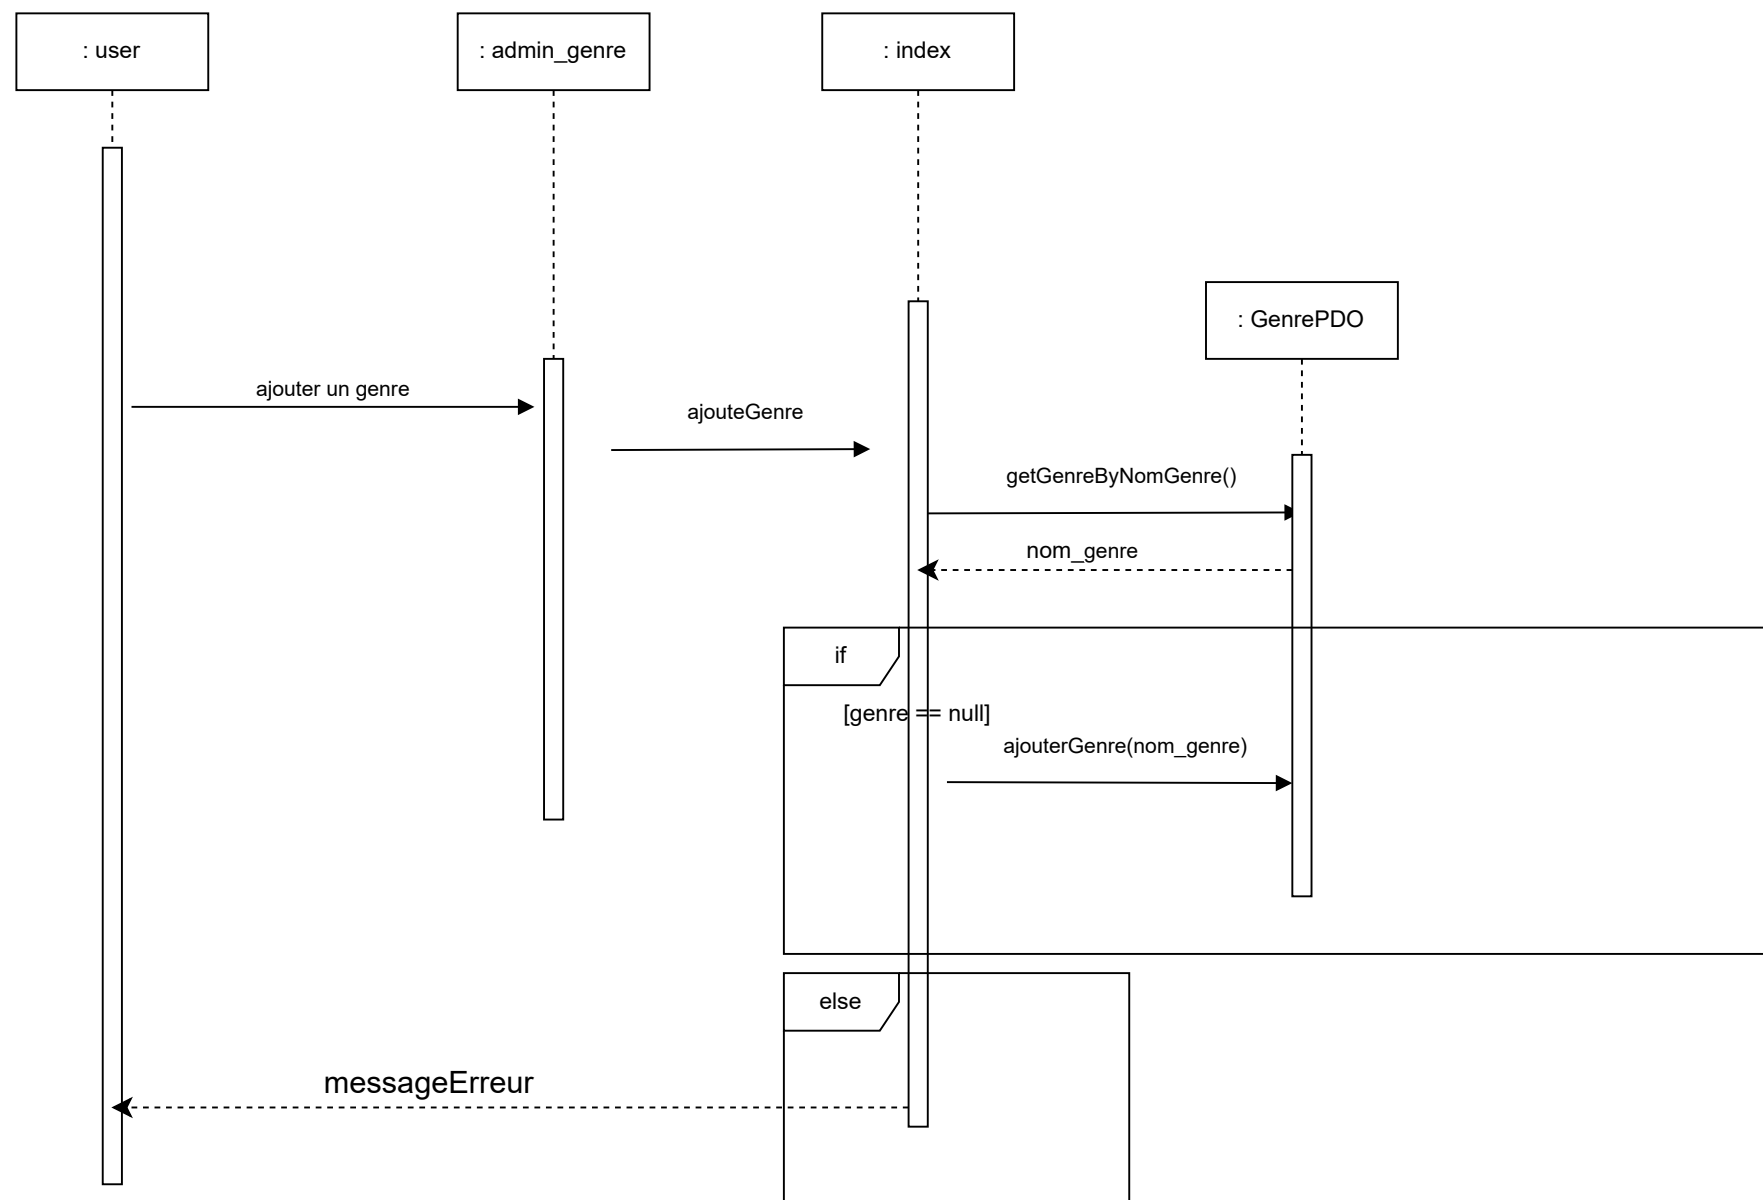 : user
: admin_genre
: index
: GenrePDO
ajouter un genre
ajouteGenre
getGenreByNomGenre()
nom_genre
if
[genre == null]
ajouterGenre(nom_genre)
else
messageErreur